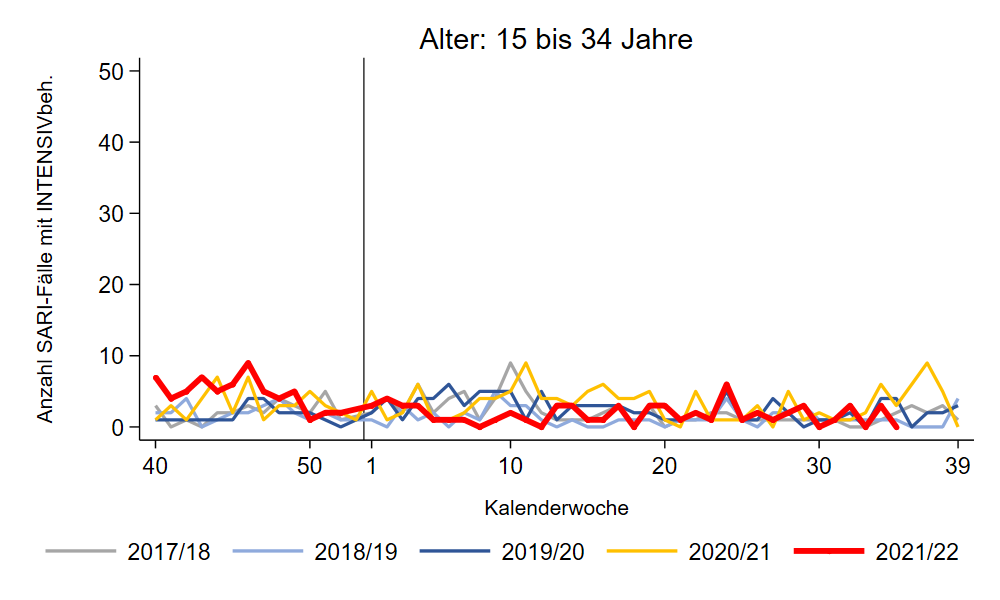 Alter: 15 bis 34 Jahre
Anzahl SARI-Fälle mit INTENSIVbeh.
50
40
30
20
10
0
40 50 1 10 20 30 39
Kalenderwoche
2017/18 2018/19 2019/20 2020/21 2021/22